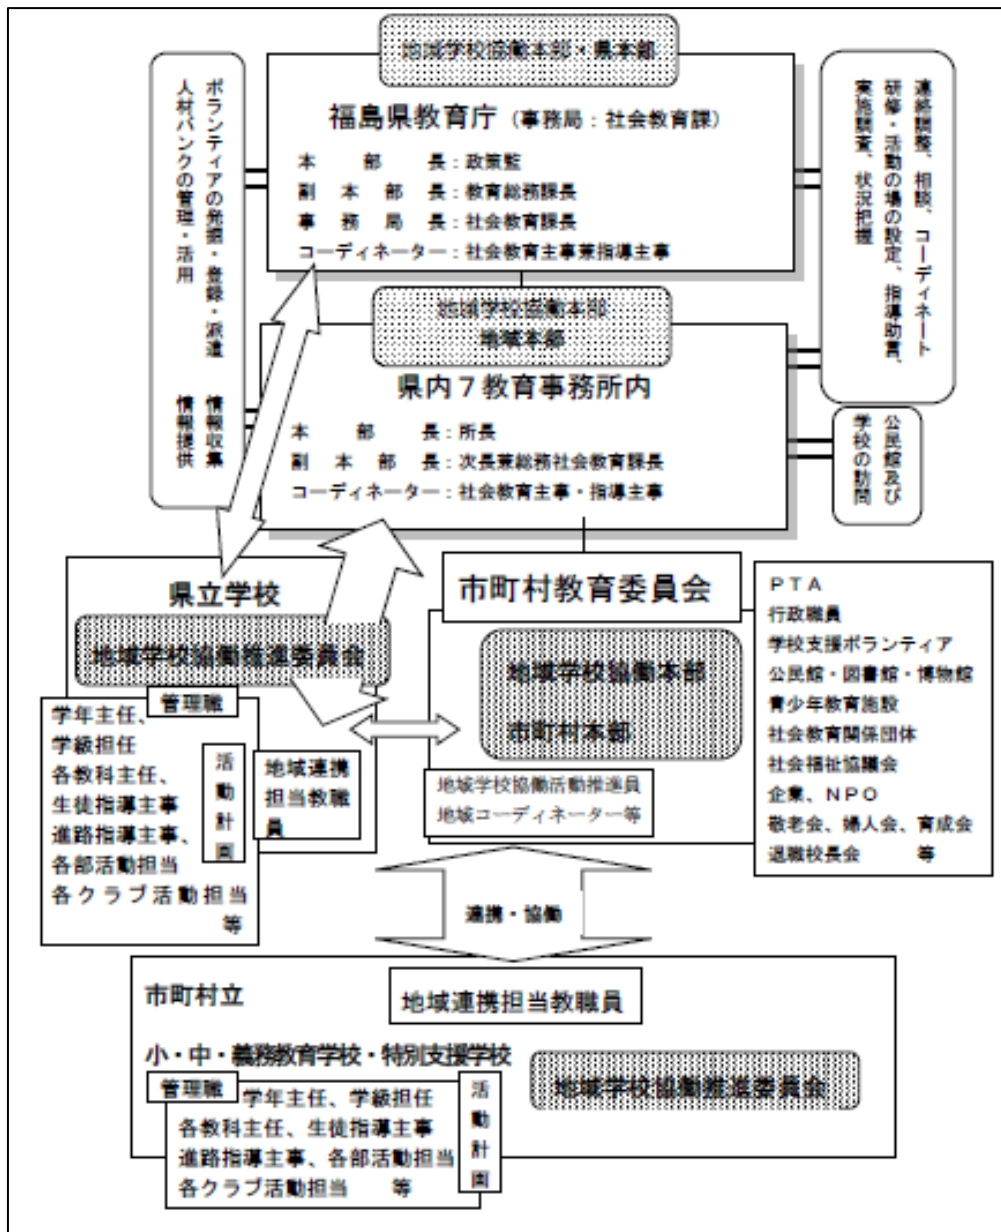 地域学校協働本部・県本部
福島県教育庁（事務局：社会教育課）
本部長：政策監
副本部長：教育総務課長
事務局長：社会教育課長
コーディネーター：社会教育主事兼指導主事
ボランティアの発掘・登録・派遣　情報収集
人材バンクの管理・活用　情報提供
連絡調整、相談、コーディネート
研修・活動の場の設定、指導助言、
実施調査、状況把握
地域学校協働本部
地域本部
県内７教育事務所内
本部長：所長
副本部長：次長兼総務社会教育課長
コーディネーター：社会教育主事・指導主事
公民館及び
学校の訪問
県立学校
地域学校協働推進委員会
管理職
学年主任、
学級担任
各教科主任、
生徒指導主事
進路指導主事、
各部活動担当
各クラブ活動担当
等
活動計画
地域連携
担当教職
員
市町村教育委員会
地域学校協働本部
市町村本部
地域学校協働活動推進員
地域コーディネーター等
ＰＴＡ
行政職員
学校支援ボランティア
公民館・図書館・博物館
青少年教育施設
社会教育関係団体
社会福祉協議会
企業、ＮＰＯ
敬老会、婦人会、育成会
退職校長会　等
連携・協働
市町村立
地域連携担当教職員
小・中・義務教育学校・特別支援学校
地域学校協働推進委員会
管理職
学年主任、学級担任
各教科主任、生徒指導主事
進路指導主事、各部活動担当
各クラブ活動担当　等
活動計画